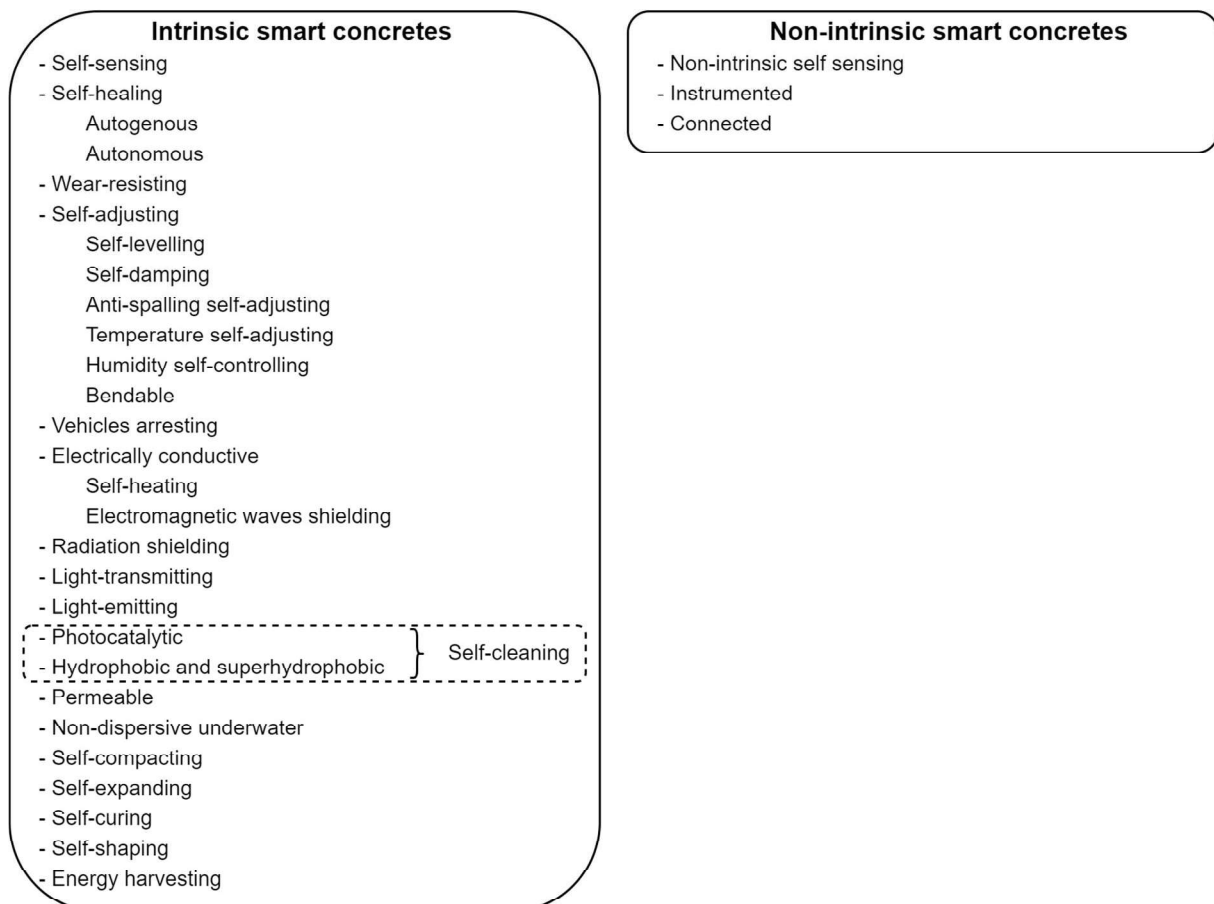 Intrinsic smart concretes
- Self-sensing
- Self-healing
Autogenous
Autonomous
- Wear-resisting
- Self-adjusting
Self-levelling
Self-damping
Anti-spalling self-adjusting
Temperature self-adjusting
Humidity self-controlling
Bendable
- Vehicles arresting
- Electrically conductive
Self-heating
Electromagnetic waves shielding
- Radiation shielding
- Light-transmitting
- Light-emitting
- Photocatalytic
- Hydrophobic and superhydrophobic
Self-cleaning
- Permeable
- Non-dispersive underwater
- Self-compacting
- Self-expanding
- Self-curing
- Self-shaping
- Energy harvesting
Non-intrinsic smart concretes
- Non-intrinsic self sensing
- Instrumented
- Connected